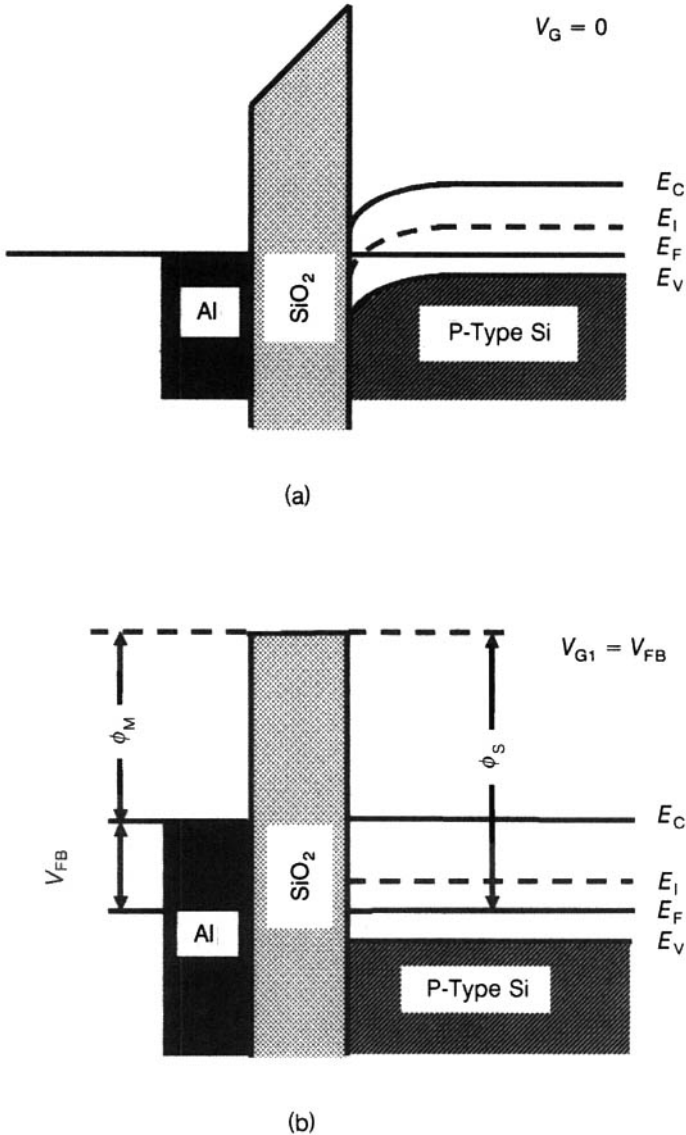 V_G = 0
E_C
E_I
E_F
E_V
Al
SiO₂
P-Type Si
(a)
V_G1 = V_FB
ϕ_M
ϕ_S
V_FB
E_C
E_I
E_F
E_V
Al
SiO₂
P-Type Si
(b)